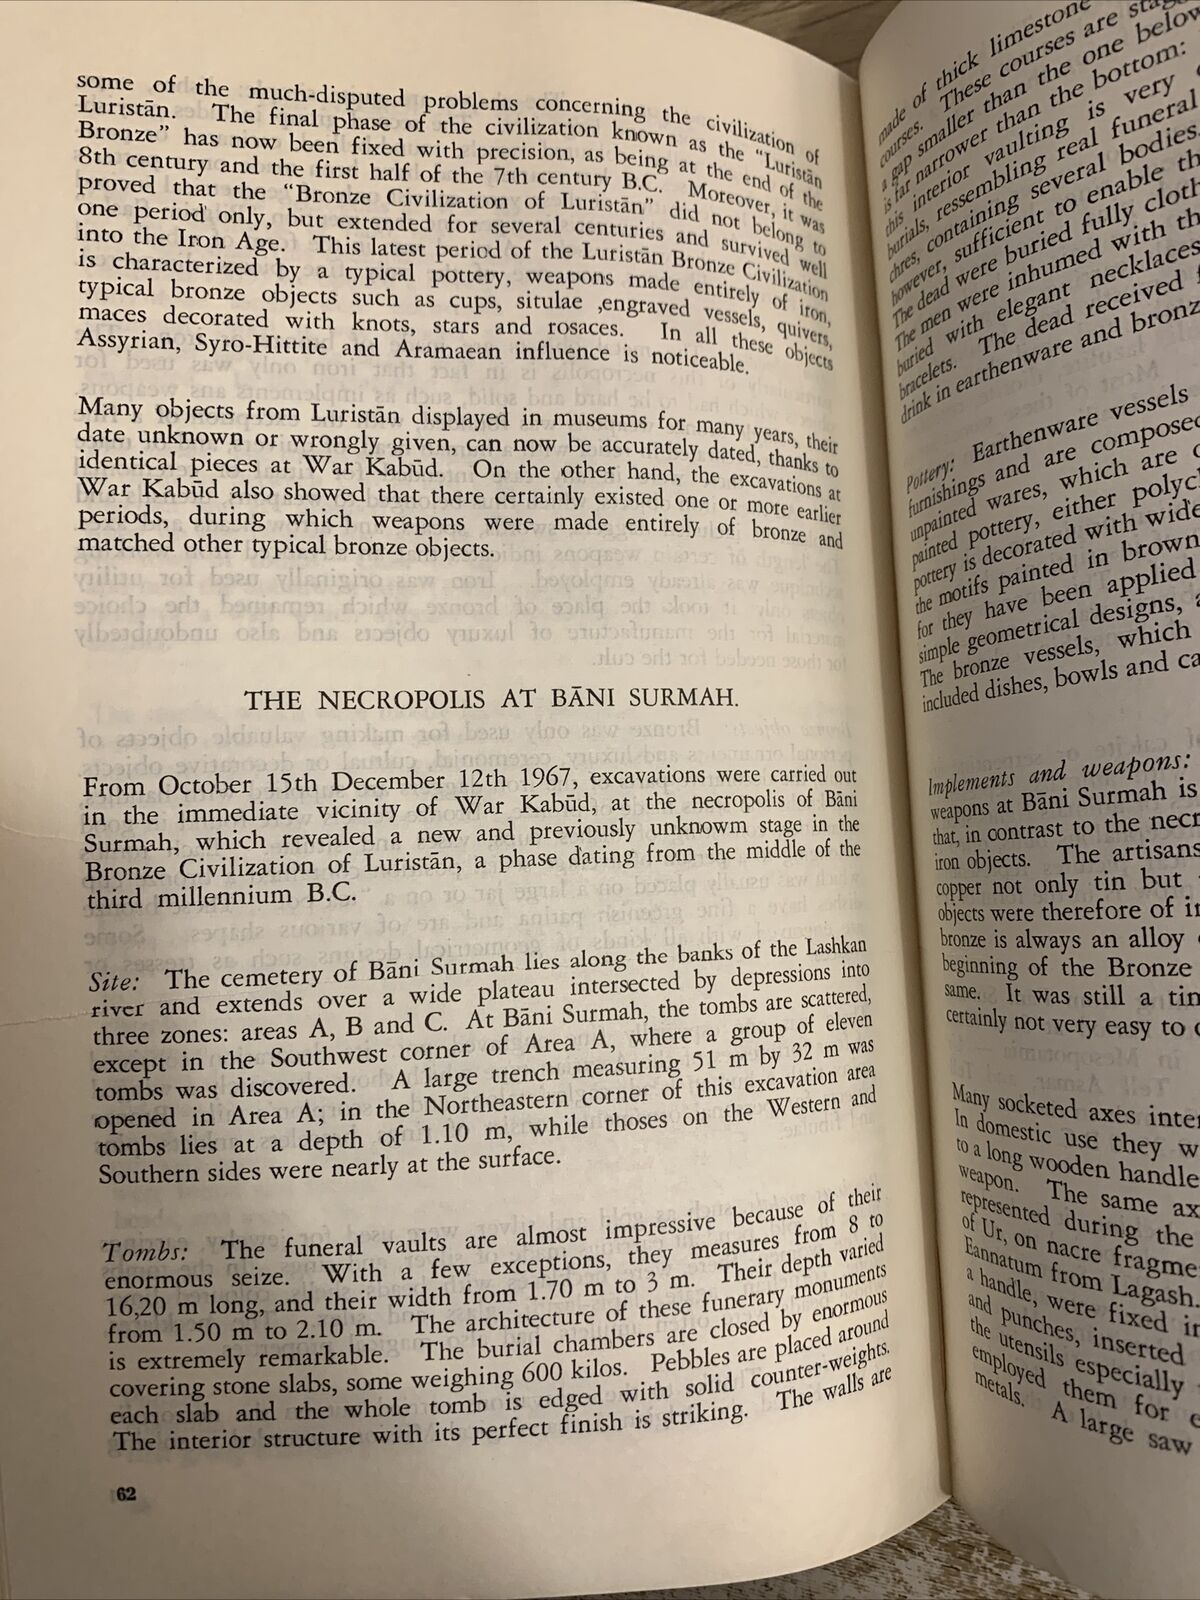 some of the much-disputed problems concerning the civilization of
Luristān. The final phase of the civilization known as the "Luristān
Bronze" has now been fixed with precision, as being at the end of the
8th century and the first half of the 7th century B.C. Moreover, it was
proved that the "Bronze Civilization of Luristān" did not belong to
one period only, but extended for several centuries and survived well
into the Iron Age. This latest period of the Luristān Bronze Civilization
is characterized by a typical pottery, weapons made entirely of iron,
typical bronze objects such as cups, situlae ,engraved vessels, quivers,
maces decorated with knots, stars and rosaces. In all these objects
Assyrian, Syro-Hittite and Aramaean influence is noticeable.
Many objects from Luristān displayed in museums for many years, their
date unknown or wrongly given, can now be accurately dated, thanks to
identical pieces at War Kabūd. On the other hand, the excavations at
War Kabūd also showed that there certainly existed one or more earlier
periods, during which weapons were made entirely of bronze and
matched other typical bronze objects.
THE NECROPOLIS AT BĀNI SURMAH.
From October 15th December 12th 1967, excavations were carried out
in the immediate vicinity of War Kabūd, at the necropolis of Bāni
Surmah, which revealed a new and previously unknowm stage in the
Bronze Civilization of Luristān, a phase dating from the middle of the
third millennium B.C.
Site: The cemetery of Bāni Surmah lies along the banks of the Lashkan
river and extends over a wide plateau intersected by depressions into
three zones: areas A, B and C. At Bāni Surmah, the tombs are scattered,
except in the Southwest corner of Area A, where a group of eleven
tombs was discovered. A large trench measuring 51 m by 32 m was
opened in Area A; in the Northeastern corner of this excavation area
tombs lies at a depth of 1.10 m, while thoses on the Western and
Southern sides were nearly at the surface.
Tombs: The funeral vaults are almost impressive because of their
enormous seize. With a few exceptions, they measures from 8 to
16,20 m long, and their width from 1.70 m to 3 m. Their depth varied
from 1.50 m to 2.10 m. The architecture of these funerary monuments
is extremely remarkable. The burial chambers are closed by enormous
covering stone slabs, some weighing 600 kilos. Pebbles are placed around
each slab and the whole tomb is edged with solid counter-weights.
The interior structure with its perfect finish is striking. The walls are
62
made of thick limestone
courses. These courses are
a gap smaller than the one below
is far narrower than the bottom:
this interior vaulting is very
burials, ressembling real funeral
chres, containing several bodies,
however, sufficient to enable
The dead were buried fully
The men were inhumed with
buried with elegant necklaces
bracelets. The dead received
drink in earthenware and
Pottery: Earthenware vessels
furnishings and are
unpainted wares, which are
painted pottery, either
pottery is decorated with
the motifs painted in brown
for they have been applied
simple geometrical designs,
The bronze vessels, which
included dishes, bowls and
Implements and weapons:
weapons at Bāni Surmah is
that, in contrast to the
iron objects. The artisans
copper not only tin but
objects were therefore of
bronze is always an alloy
beginning of the Bronze
same. It was still a
certainly not very easy to
Many socketed axes
In domestic use they
to a long wooden handle
weapon. The same
represented during the
of Ur, on nacre
Eannatum from Lagash.
a handle, were fixed
and punches, inserted
the utensils especially
employed them for
metals. A large saw